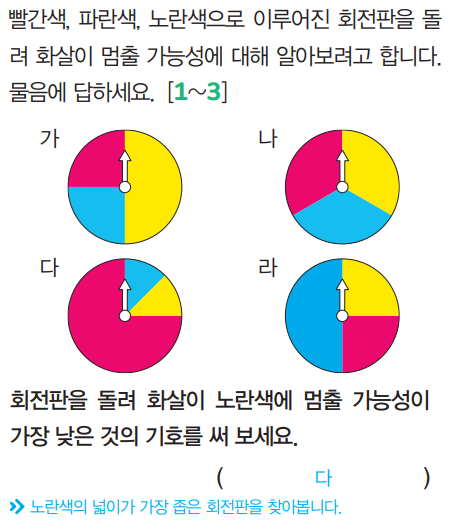 빨간색, 파란색, 노란색으로 이루어진 회전판을 돌
려 화살이 멈출 가능성에 대해 알아보려고 합니다.
물음에 답하세요. [1~3]
가
나
다
라
회전판을 돌려 화살이 노란색에 멈출 가능성이
가장 낮은 것의 기호를 써 보세요.
( 다 )
노란색의 넓이가 가장 좁은 회전판을 찾아봅니다.